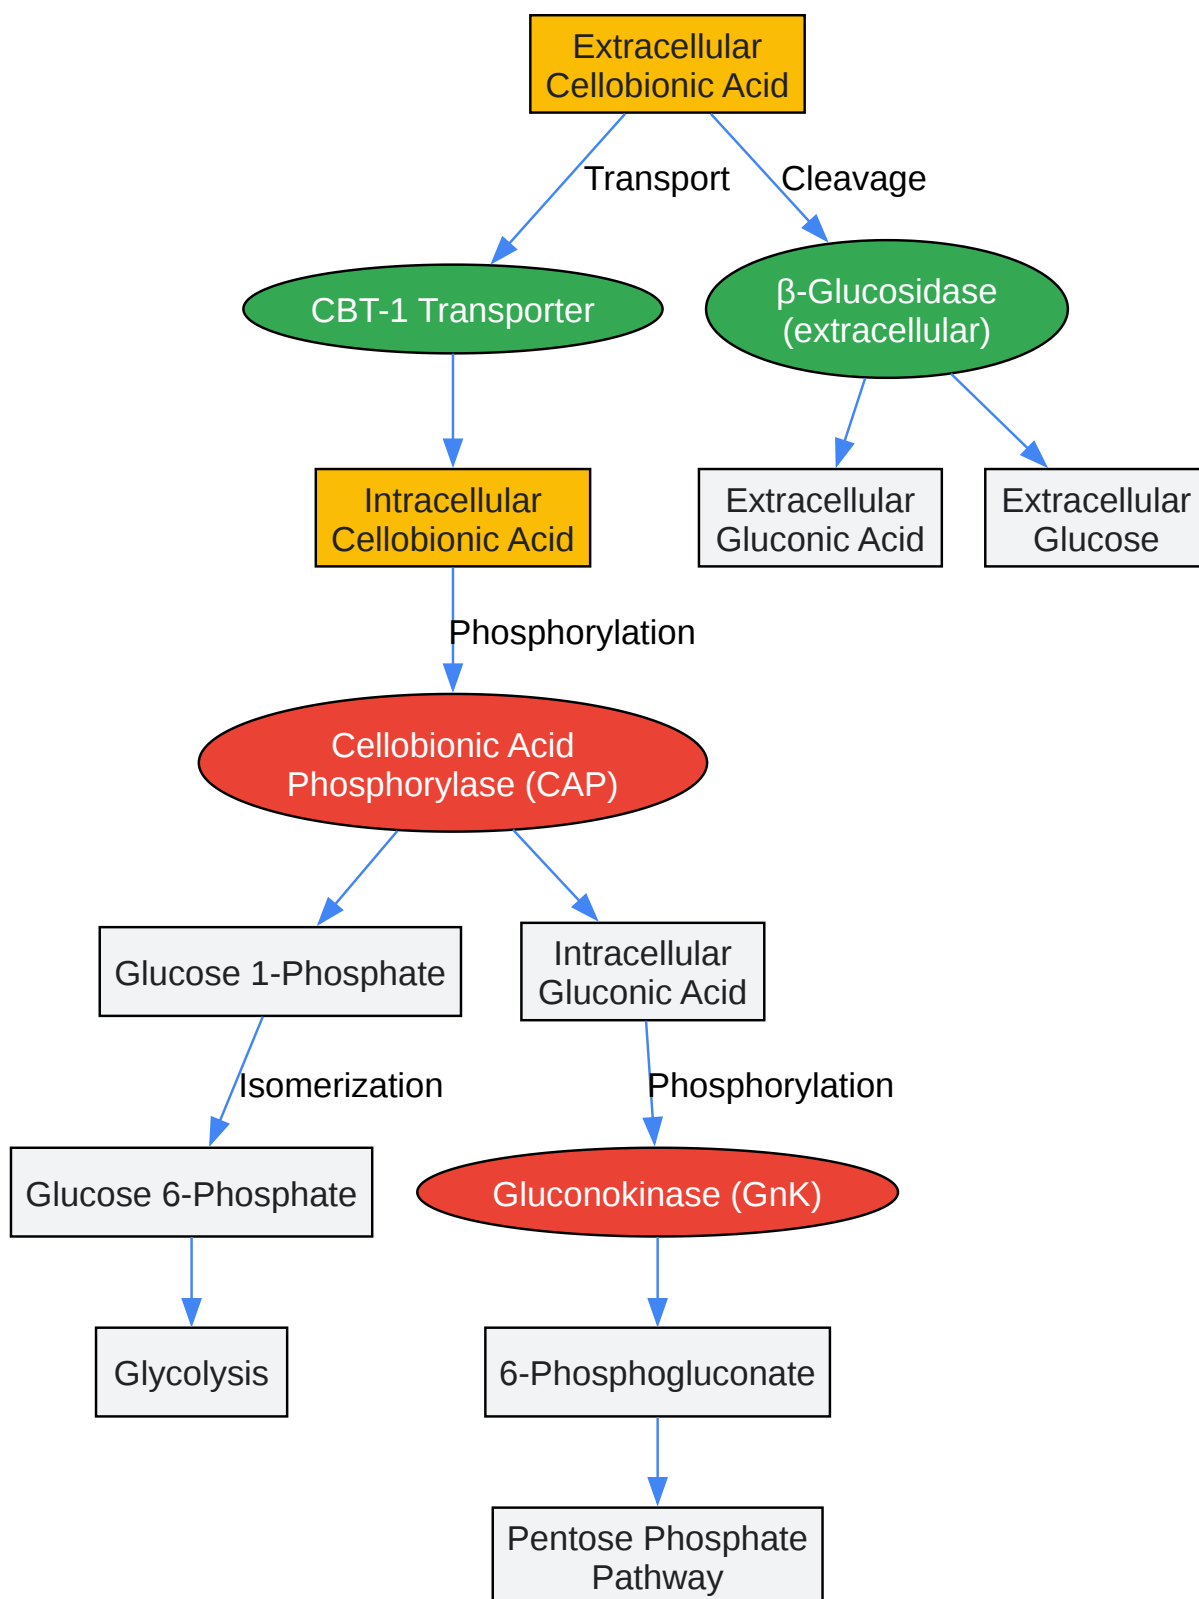 Extracellular
Cellobionic Acid
Transport
Cleavage
CBT-1 Transporter
β-Glucosidase
(extracellular)
Intracellular
Cellobionic Acid
Extracellular
Gluconic Acid
Extracellular
Glucose
Phosphorylation
Cellobionic Acid
Phosphorylase (CAP)
Glucose 1-Phosphate
Intracellular
Gluconic Acid
Isomerization
Phosphorylation
Glucose 6-Phosphate
Gluconokinase (GnK)
Glycolysis
6-Phosphogluconate
Pentose Phosphate
Pathway